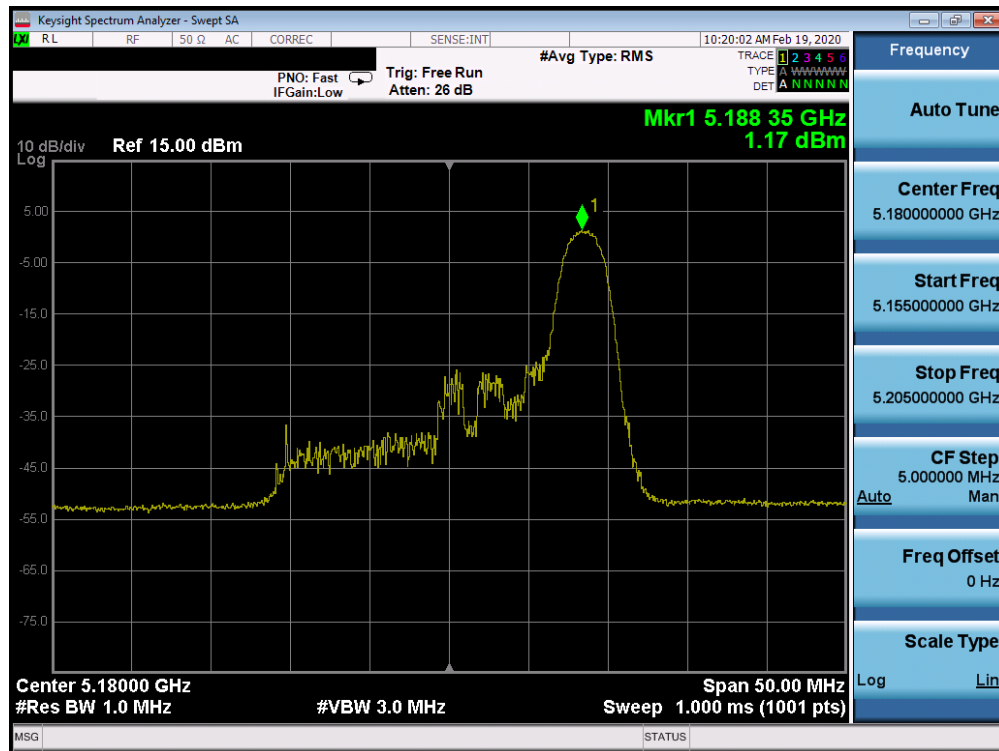 Keysight Spectrum Analyzer - Swept SA
LXI RL RF 50 Ω AC CORREC SENSE:INT 10:20:02 AM Feb 19, 2020
#Avg Type: RMS TRACE 1 2 3 4 5 6
PNO: Fast Trig: Free Run TYPE A WWWWW
IFGain:Low Atten: 26 dB DET A N N N N N
Mkr1 5.188 35 GHz
1.17 dBm
10 dB/div Ref 15.00 dBm
Log
1
5.00
-5.00
-15.0
-25.0
-35.0
-45.0
-55.0
-65.0
-75.0
Center 5.18000 GHz Span 50.00 MHz
#Res BW 1.0 MHz #VBW 3.0 MHz Sweep 1.000 ms (1001 pts)
MSG STATUS
Frequency
Auto Tune
Center Freq
5.180000000 GHz
Start Freq
5.155000000 GHz
Stop Freq
5.205000000 GHz
CF Step
5.000000 MHz
Auto Man
Freq Offset
0 Hz
Scale Type
Log Lin